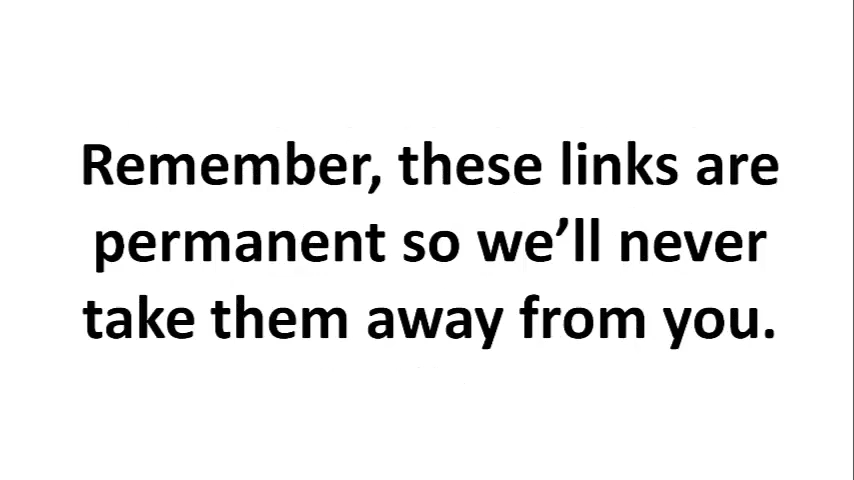 Remember, these links are
permanent so we’ll never
take them away from you.